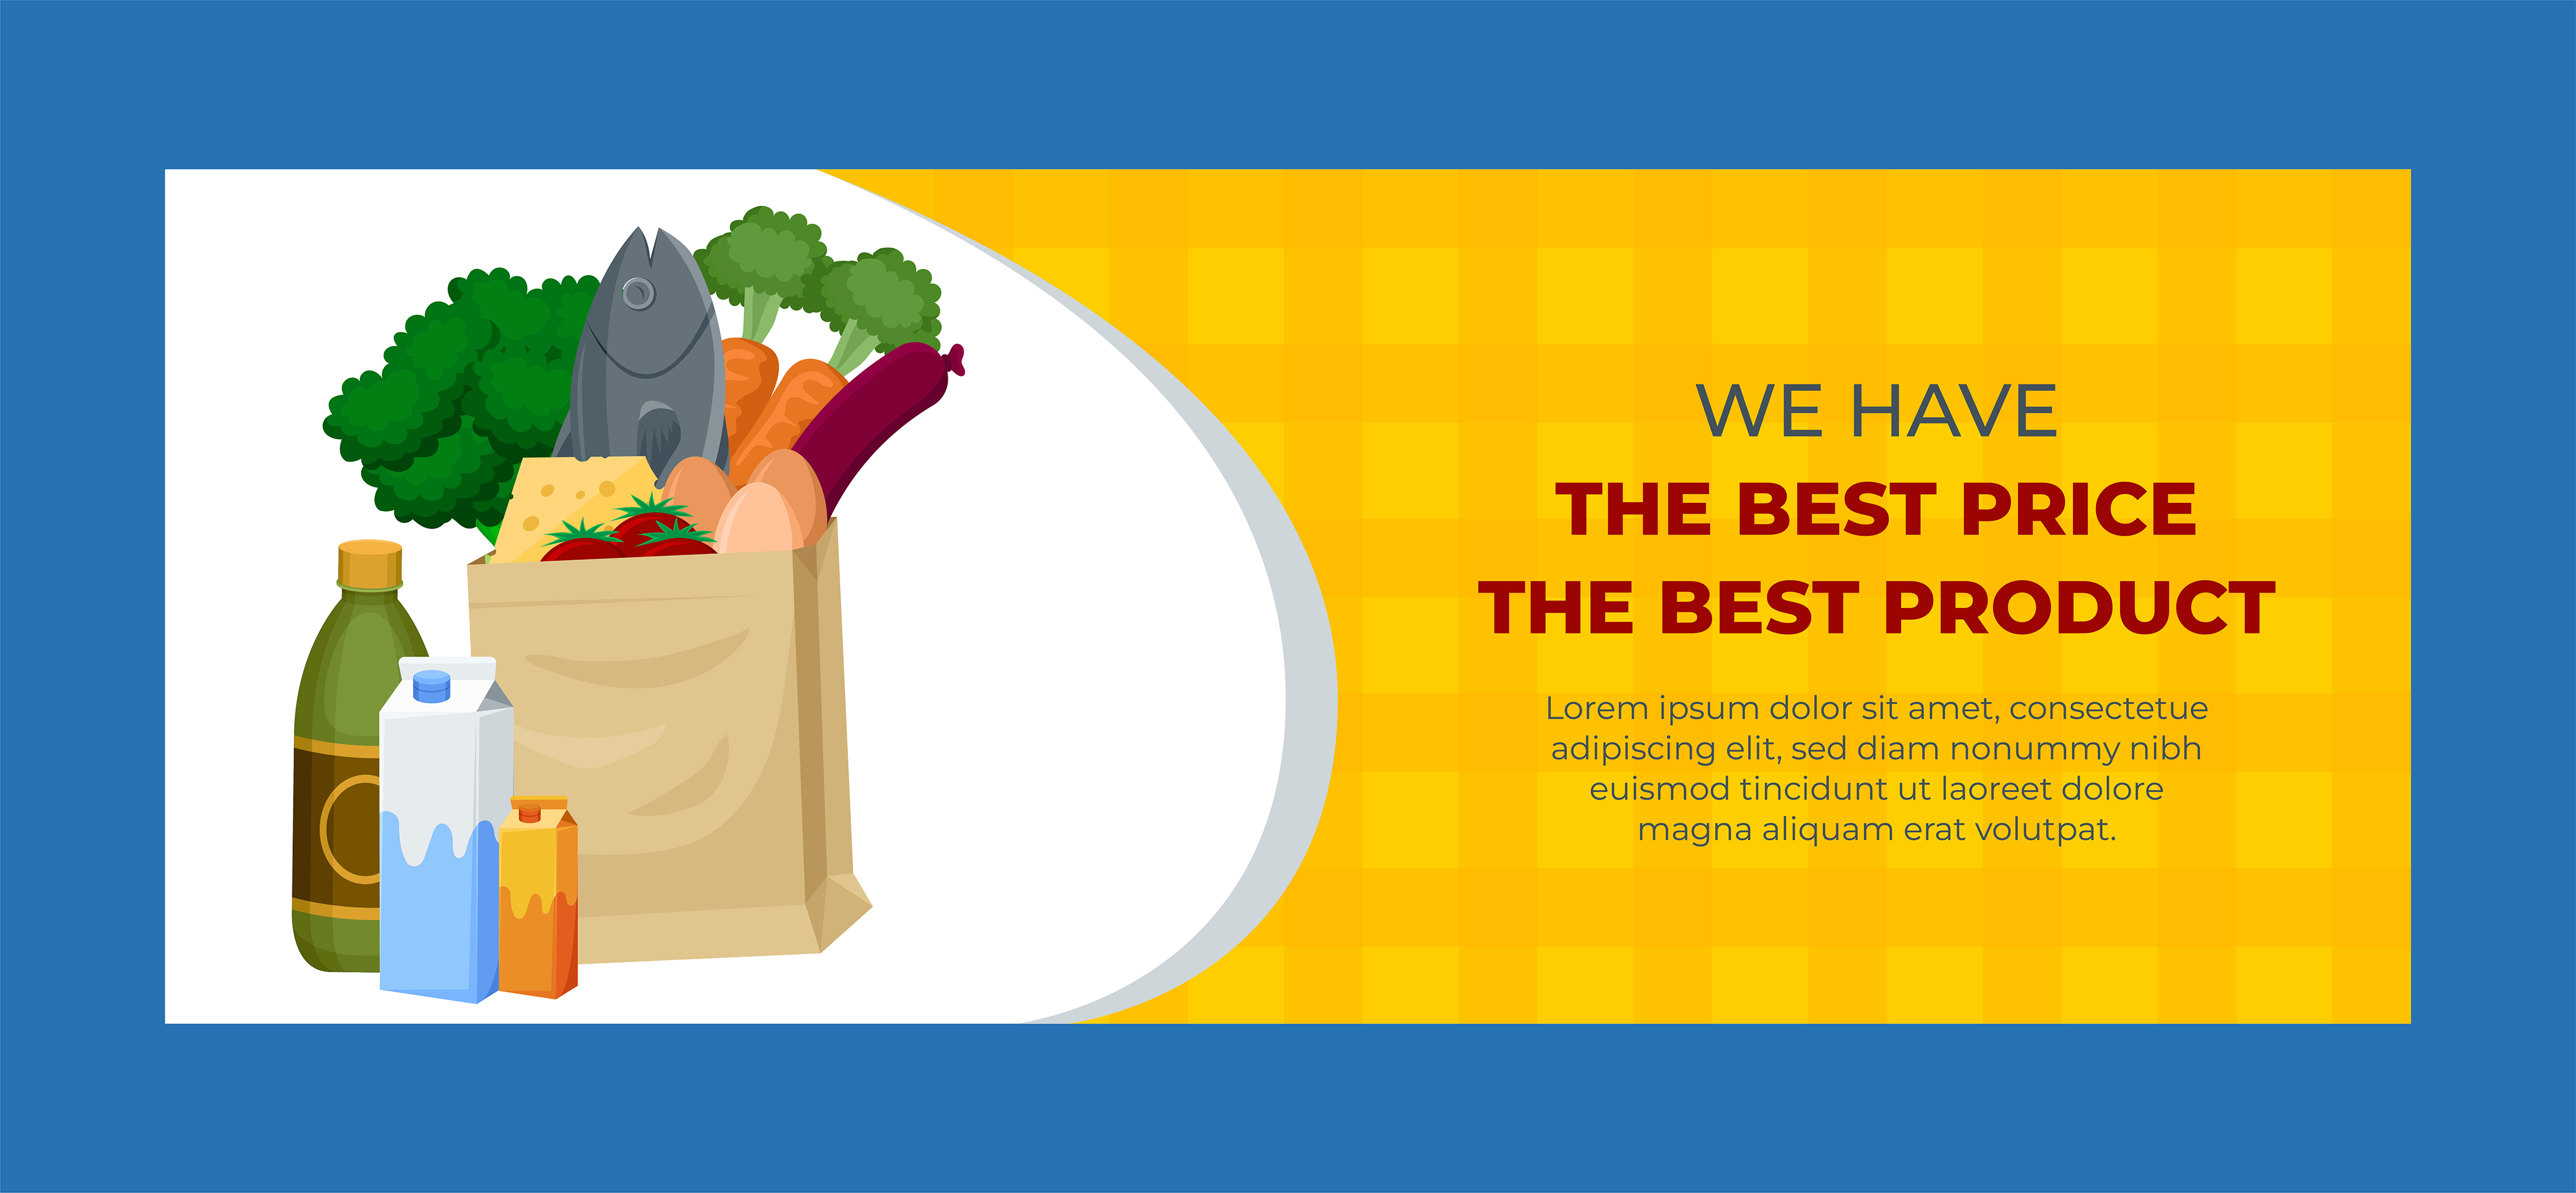 WE HAVE
THE BEST PRICE
THE BEST PRODUCT
Lorem ipsum dolor sit amet, consectetue
adipiscing elit, sed diam nonummy nibh
euismod tincidunt ut laoreet dolore
magna aliquam erat volutpat.